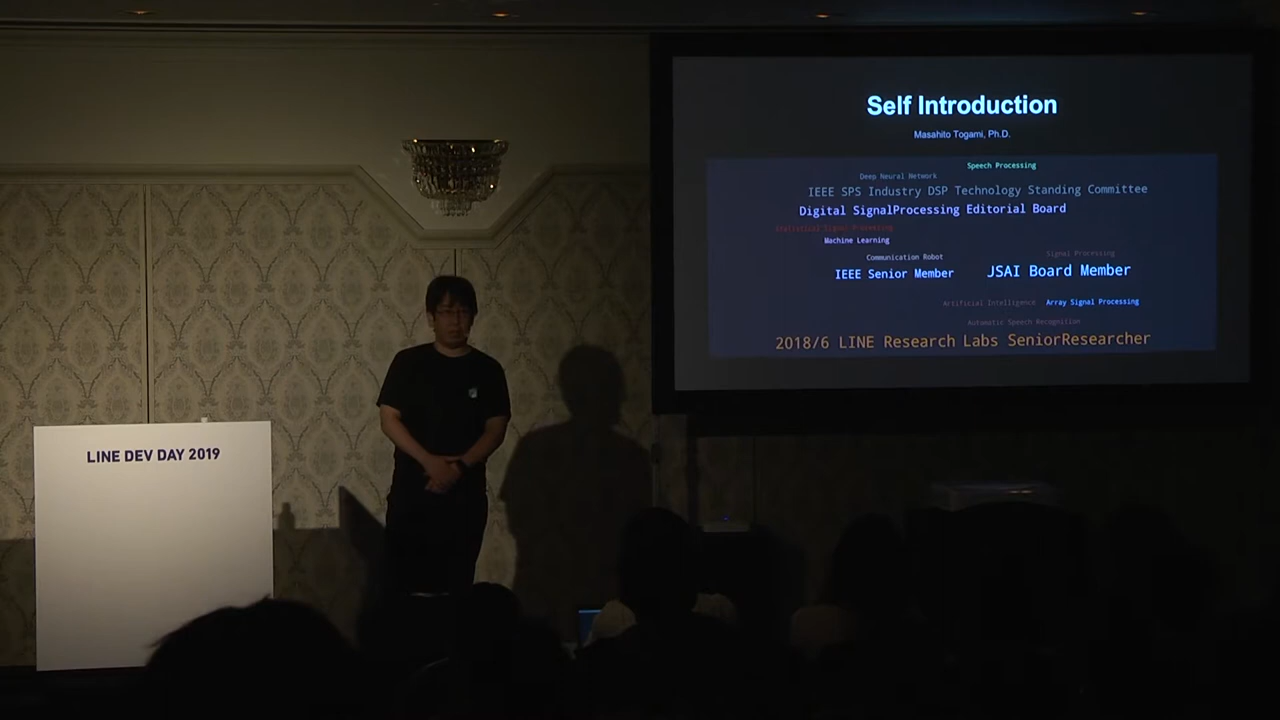 LINE DEV DAY 2019
Self Introduction
Masahito Togami, Ph.D.
Speech Processing
Deep Neural Network
IEEE SPS Industry DSP Technology Standing Committee
Digital SignalProcessing Editorial Board
Statistical Signal Processing
Machine Learning
Signal Processing
Communication Robot
IEEE Senior Member JSAI Board Member
Artificial Intelligence Array Signal Processing
Automatic Speech Recognition
2018/6 LINE Research Labs SeniorResearcher